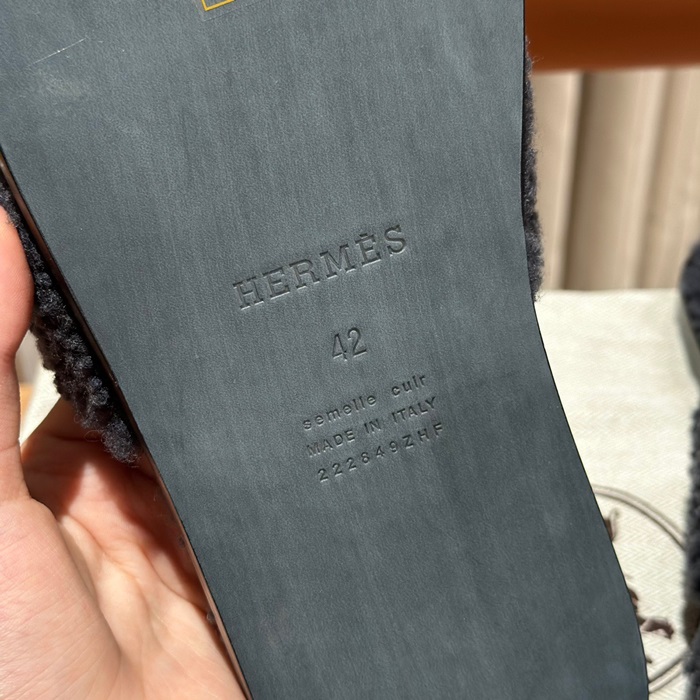 HERMÈS
42
semelle cuir
MADE IN ITALY
222849ZHF